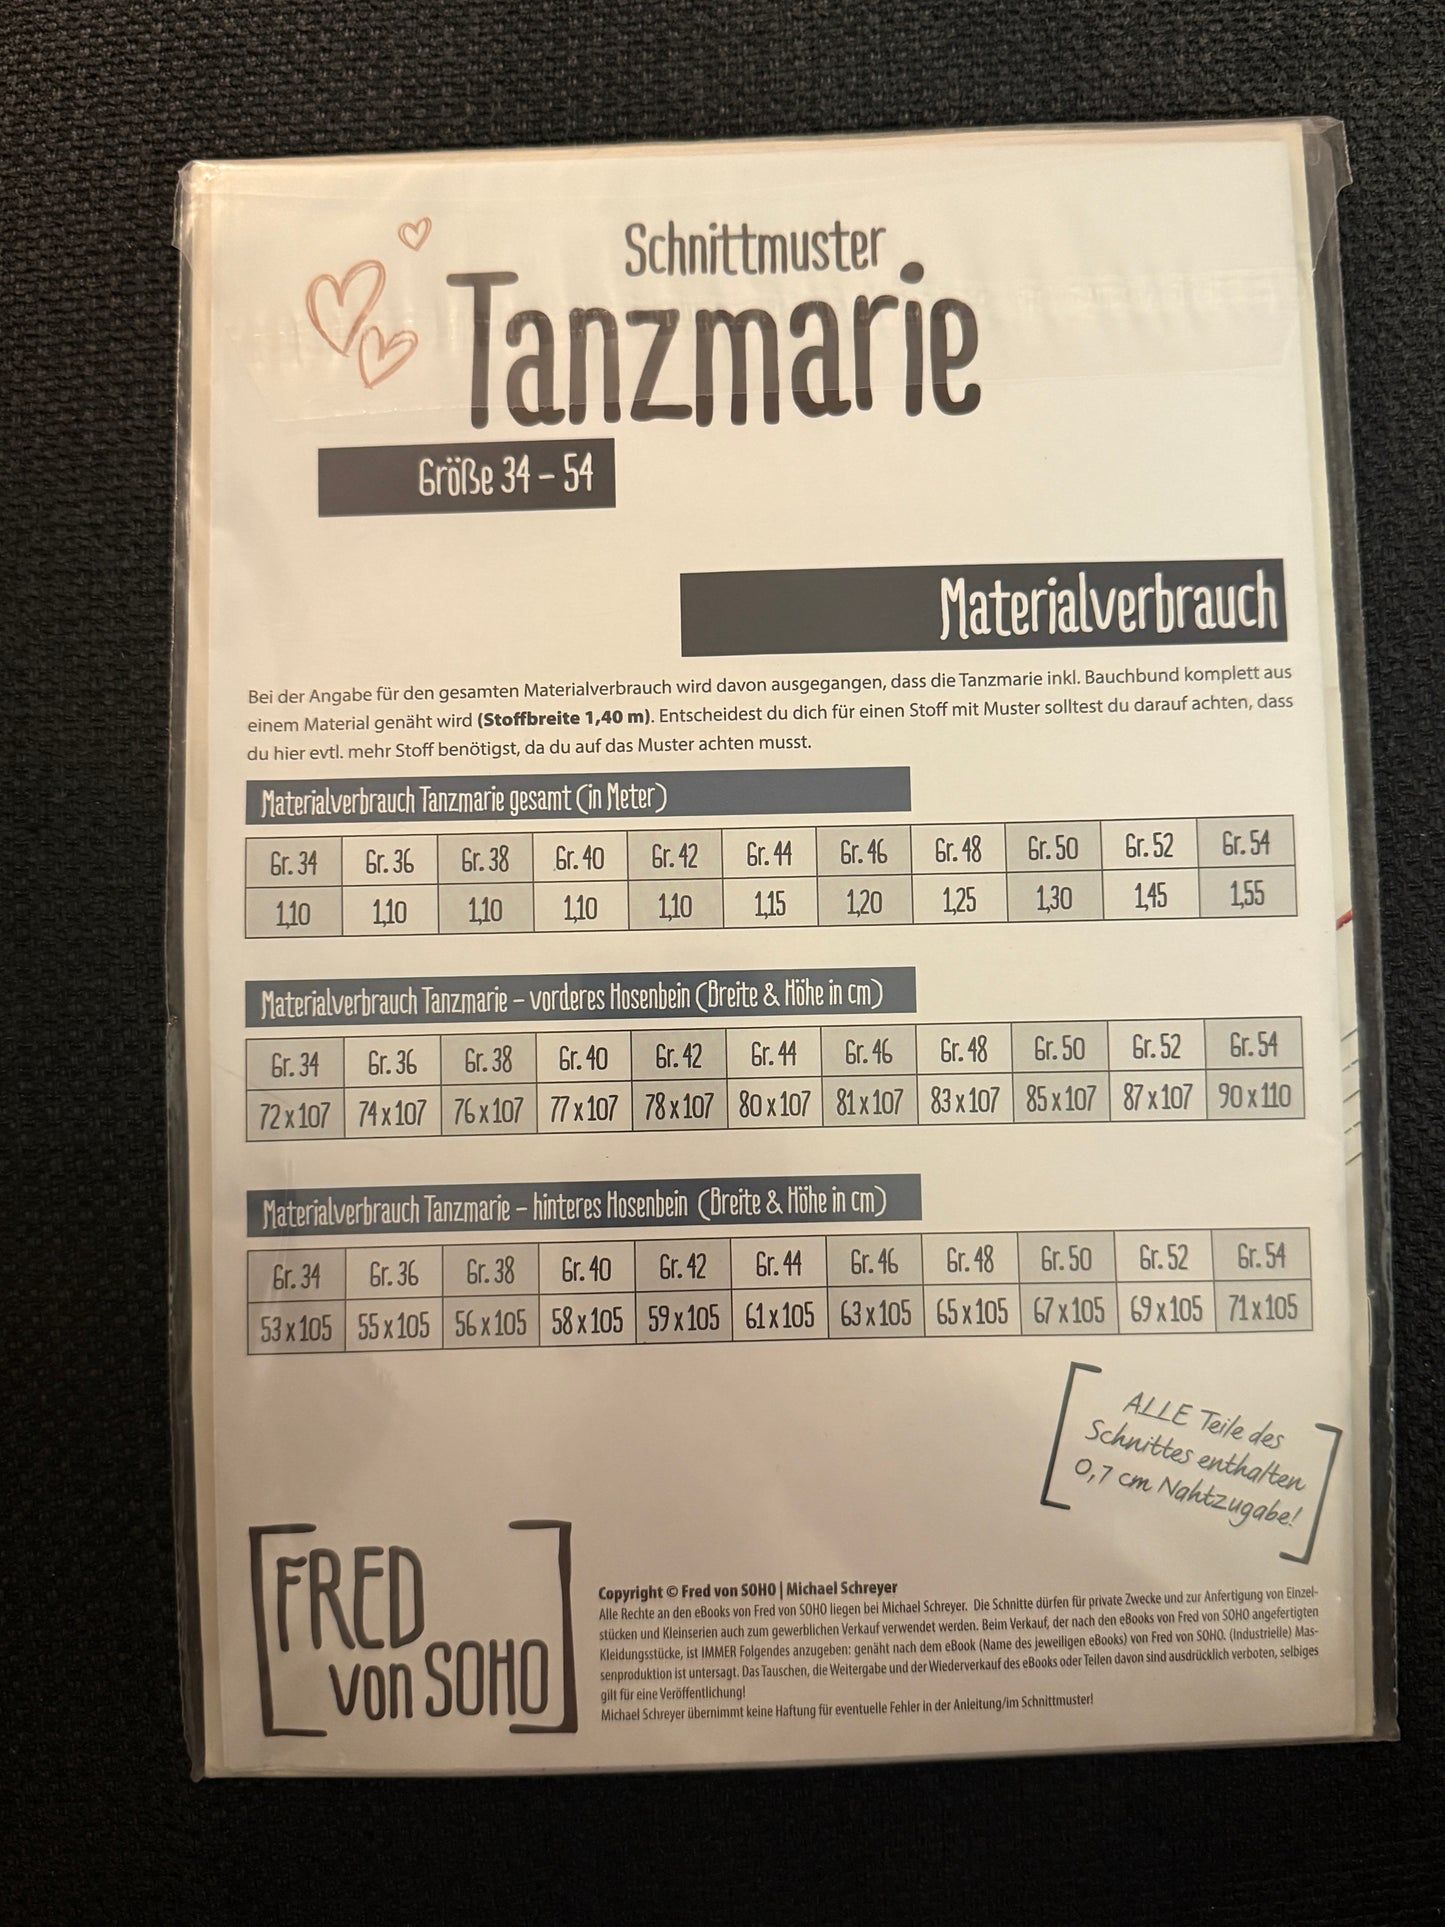 Schnittmuster
Tanzmarie
Größe 34 – 54
Materialverbrauch
Bei der Angabe für den gesamten Materialverbrauch wird davon ausgegangen, dass die Tanzmarie inkl. Bauchbund komplett aus
einem Material genäht wird (Stoffbreite 1,40 m). Entscheidest du dich für einen Stoff mit Muster solltest du darauf achten, dass
du hier evtl. mehr Stoff benötigst, da du auf das Muster achten musst.
Materialverbrauch Tanzmarie gesamt (in Meter)
Gr. 34 Gr. 36 Gr. 38 Gr. 40 Gr. 42 Gr. 44 Gr. 46 Gr. 48 Gr. 50 Gr. 52 Gr. 54
1,10 1,10 1,10 1,10 1,10 1,15 1,20 1,25 1,30 1,45 1,55
Materialverbrauch Tanzmarie – vorderes Hosenbein (Breite & Höhe in cm)
Gr. 34 Gr. 36 Gr. 38 Gr. 40 Gr. 42 Gr. 44 Gr. 46 Gr. 48 Gr. 50 Gr. 52 Gr. 54
72 x 107 74 x 107 76 x 107 77 x 107 78 x 107 80 x 107 81 x 107 83 x 107 85 x 107 87 x 107 90 x 110
Materialverbrauch Tanzmarie – hinteres Hosenbein (Breite & Höhe in cm)
Gr. 34 Gr. 36 Gr. 38 Gr. 40 Gr. 42 Gr. 44 Gr. 46 Gr. 48 Gr. 50 Gr. 52 Gr. 54
53 x 105 55 x 105 56 x 105 58 x 105 59 x 105 61 x 105 63 x 105 65 x 105 67 x 105 69 x 105 71 x 105
ALLE Teile des
Schnittes enthalten
0,7 cm Nahtzugabe!
FRED
von SOHO
Copyright © Fred von SOHO | Michael Schreyer
Alle Rechte an den eBooks von Fred von SOHO liegen bei Michael Schreyer. Die Schnitte dürfen für private Zwecke und zur Anfertigung von Einzel-
stücken und Kleinserien auch zum gewerblichen Verkauf verwendet werden. Beim Verkauf, der nach den eBooks von Fred von SOHO angefertigten
Kleidungsstücke, ist IMMER Folgendes anzugeben: genäht nach dem eBook (Name des jeweiligen eBooks) von Fred von SOHO. (Industrielle) Mas-
senproduktion ist untersagt. Das Tauschen, die Weitergabe und der Wiederverkauf des eBooks oder Teilen davon sind ausdrücklich verboten, selbiges
gilt für eine Veröffentlichung!
Michael Schreyer übernimmt keine Haftung für eventuelle Fehler in der Anleitung/im Schnittmuster!